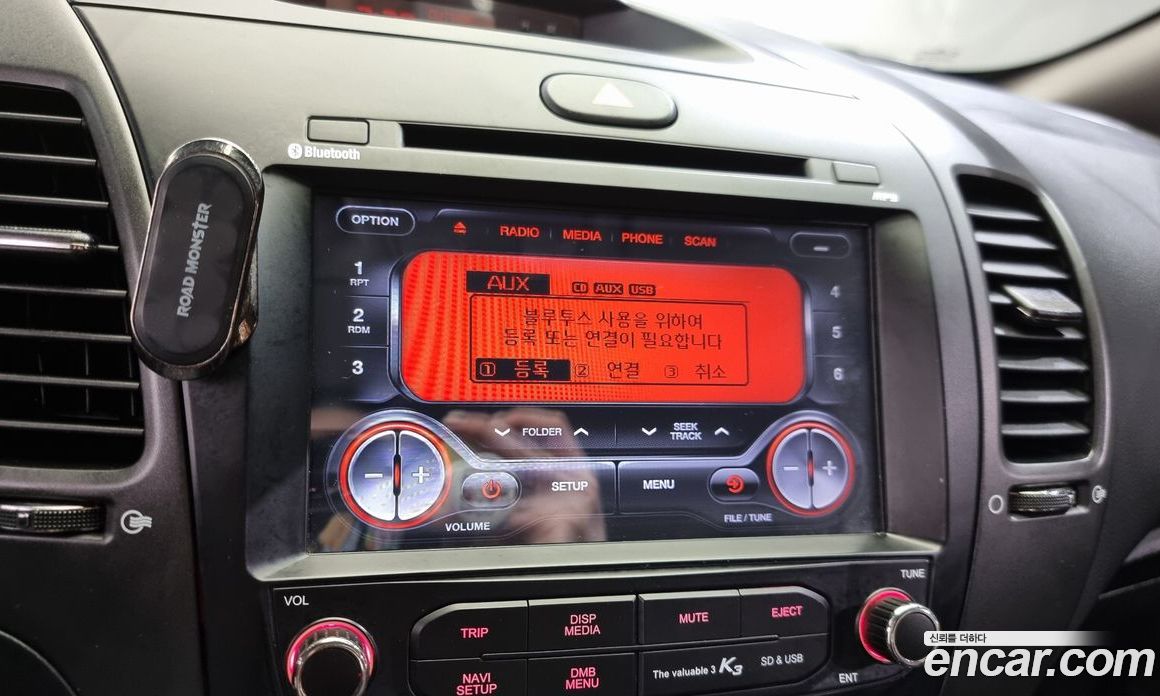 Bluetooth
MP3
ROAD MONSTER
OPTION
RADIO MEDIA PHONE SCAN
1
RPT
2
RDM
3
4
5
6
AUX CD AUX USB
블루투스 사용을 위하여
등록 또는 연결이 필요합니다
① 등록 ② 연결 ③ 취소
FOLDER
SEEK
TRACK
SETUP
MENU
VOLUME
FILE / TUNE
VOL
TUNE
TRIP
DISP
MEDIA
MUTE
EJECT
NAVI
SETUP
DMB
MENU
The valuable 3 K3
SD & USB
ENT
신뢰를 더하다
encar.com